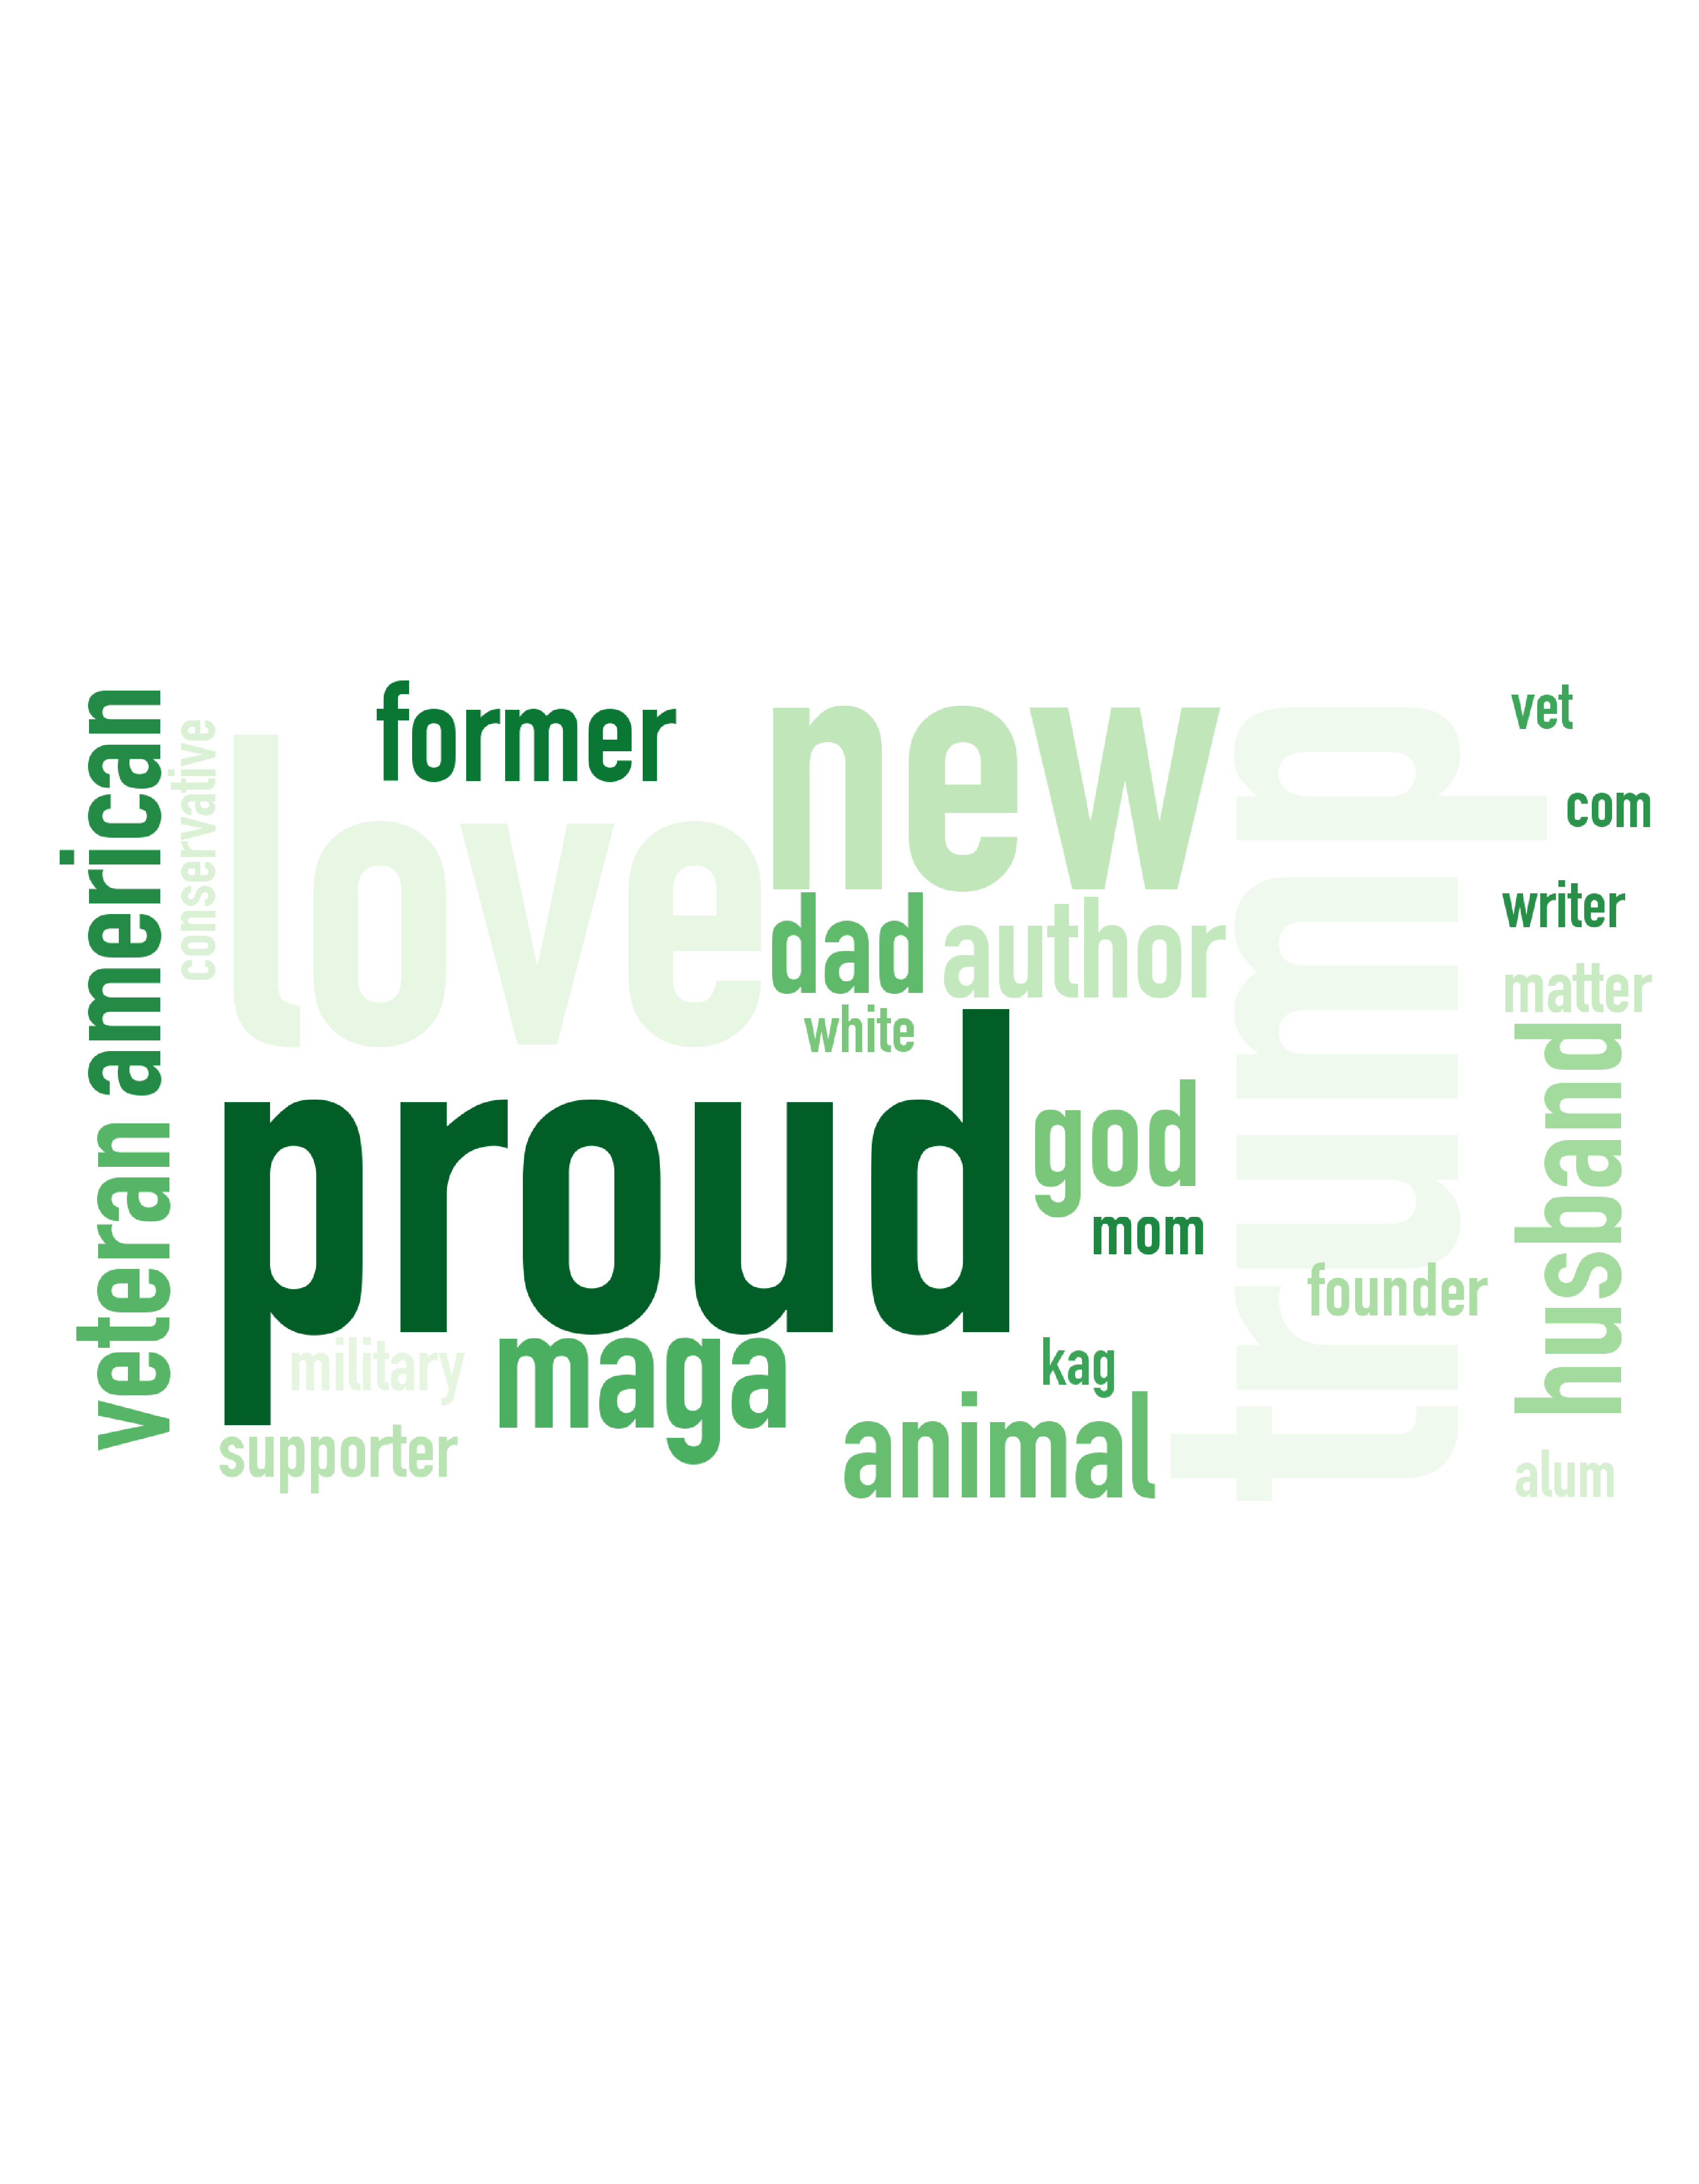 american
conservative
former
love
new
trump
vet
com
dad
author
writer
white
matter
proud
god
husband
veteran
mom
founder
military
maga
kag
supporter
animal
alum